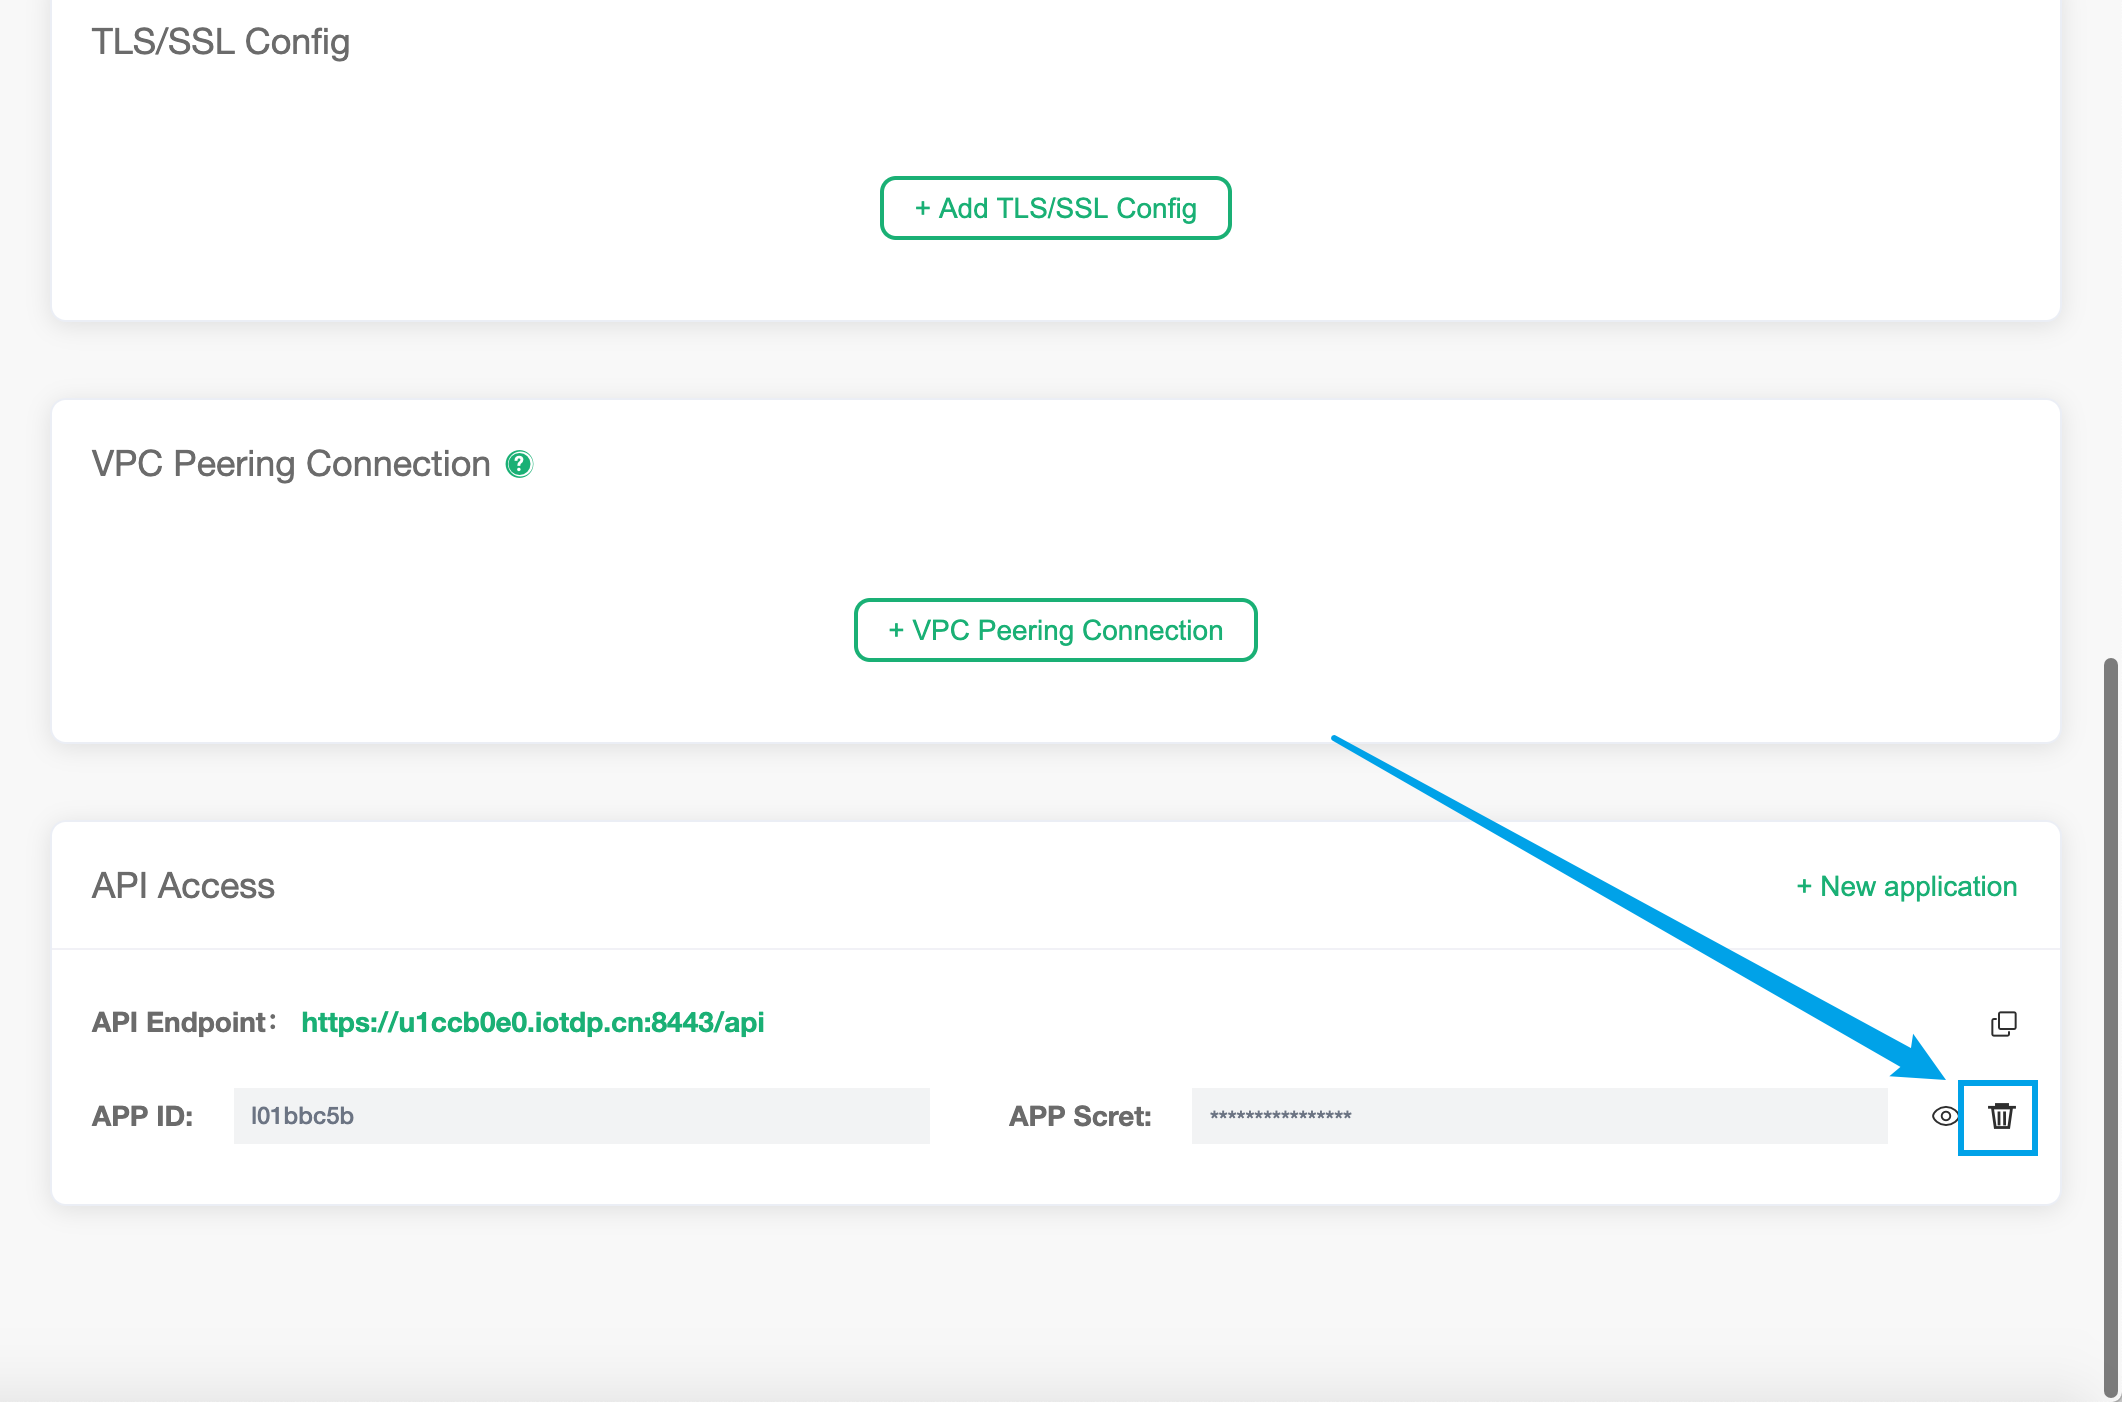 TLS/SSL Config
+ Add TLS/SSL Config
VPC Peering Connection ?
+ VPC Peering Connection
API Access
+ New application
API Endpoint: https://u1ccb0e0.iotdp.cn:8443/api
APP ID: l01bbc5b APP Scret: ****************